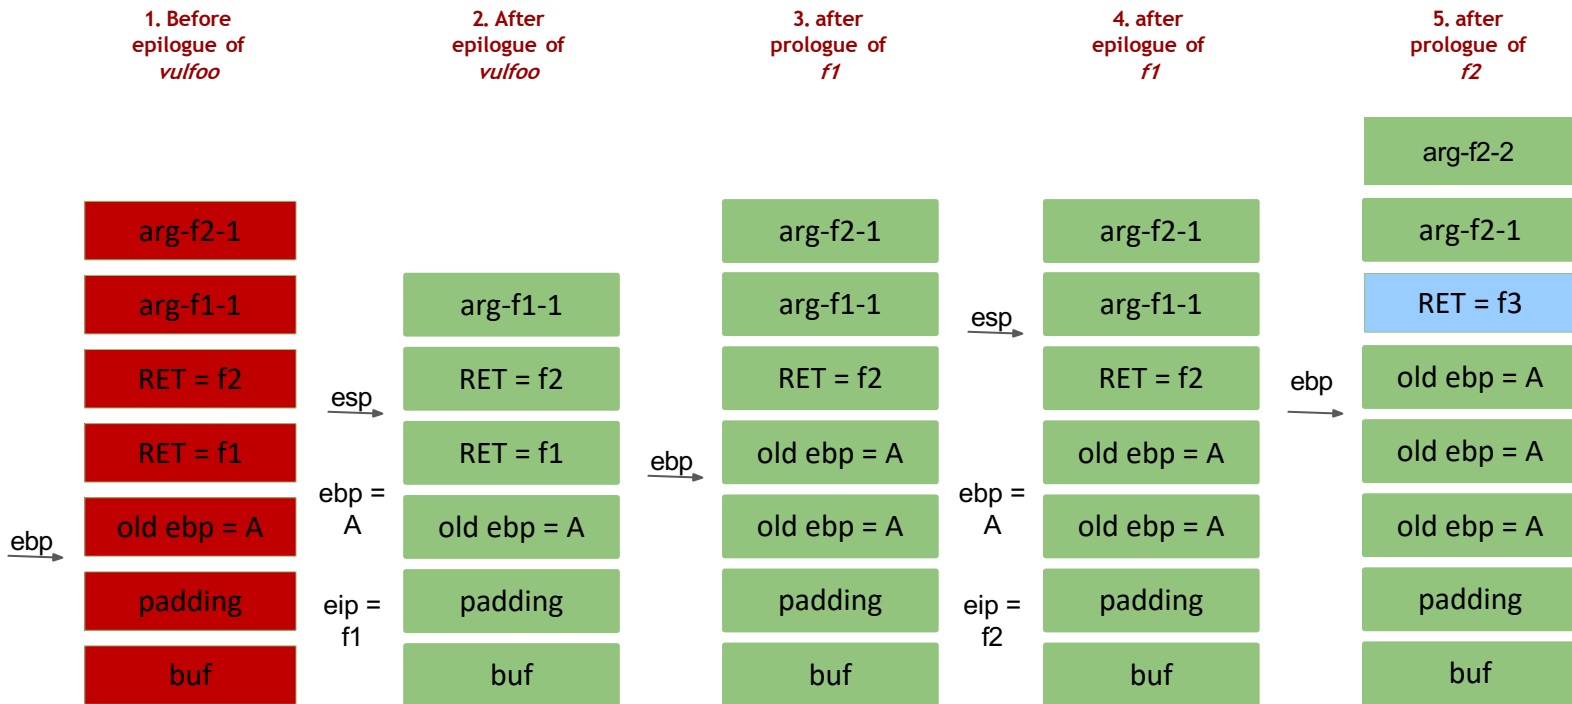 1. Before
epilogue of
vulfoo
2. After
epilogue of
vulfoo
3. after
prologue of
f1
4. after
epilogue of
f1
5. after
prologue of
f2
arg-f2-1
arg-f1-1
RET = f2
RET = f1
ebp
old ebp = A
padding
buf
arg-f1-1
esp
RET = f2
RET = f1
ebp =
A
old ebp = A
eip =
f1
padding
buf
arg-f2-1
arg-f1-1
RET = f2
ebp
old ebp = A
old ebp = A
padding
buf
arg-f2-1
esp
arg-f1-1
RET = f2
old ebp = A
ebp =
A
old ebp = A
eip =
f2
padding
buf
arg-f2-2
arg-f2-1
RET = f3
ebp
old ebp = A
old ebp = A
old ebp = A
padding
buf